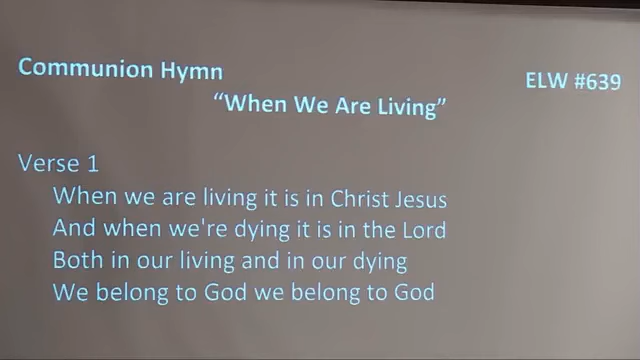 Communion Hymn ELW #639
"When We Are Living"
Verse 1
When we are living it is in Christ Jesus
And when we're dying it is in the Lord
Both in our living and in our dying
We belong to God we belong to God